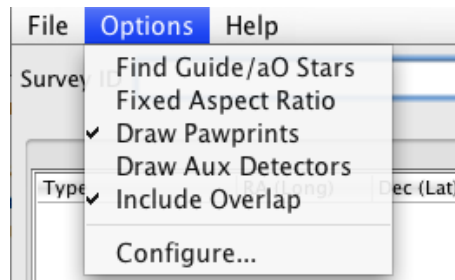 File Options Help
Survey ID
Find Guide/aO Stars
Fixed Aspect Ratio
Draw Pawprints
Draw Aux Detectors
Type RA (Long) Dec (Lat)
Include Overlap
Configure...